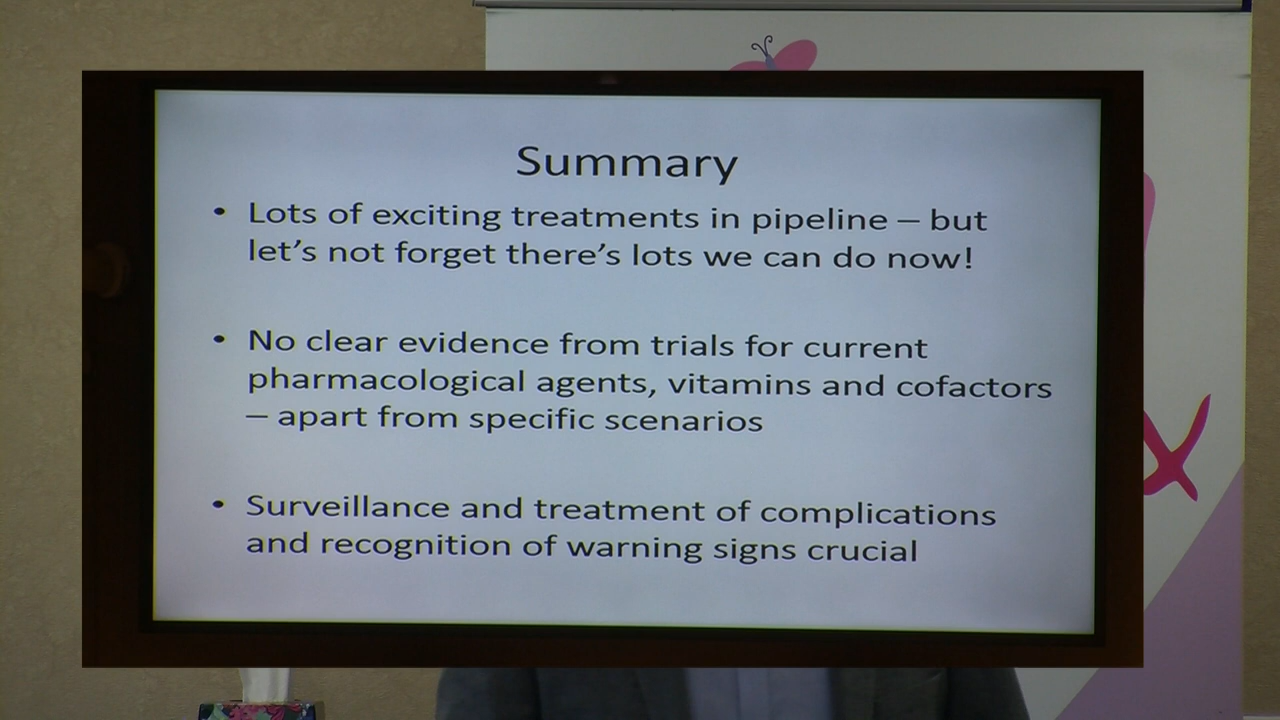 Summary
• Lots of exciting treatments in pipeline – but
let’s not forget there’s lots we can do now!
• No clear evidence from trials for current
pharmacological agents, vitamins and cofactors
– apart from specific scenarios
• Surveillance and treatment of complications
and recognition of warning signs crucial